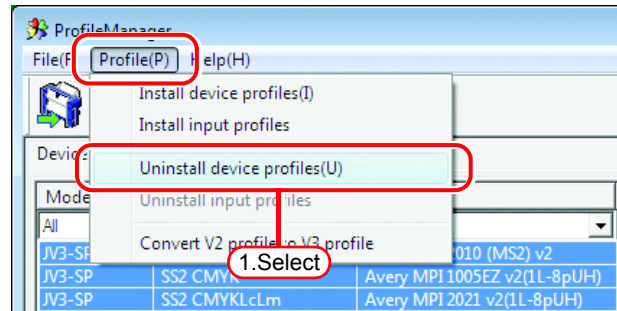 ProfileManager
Profile(P) Help(H)
Install device profiles(I)
Install input profiles
Device
Uninstall device profiles(U)
Mode
Uninstall input profiles
All
Convert V2 profile to V3 profile
1.Select
JV3-SP 2010 (MS2) v2
JV3-SP SS2 CMYK Avery MPI 1005EZ v2(1L-8pUH)
JV3-SP SS2 CMYKLcLm Avery MPI 2021 v2(1L-8pUH)